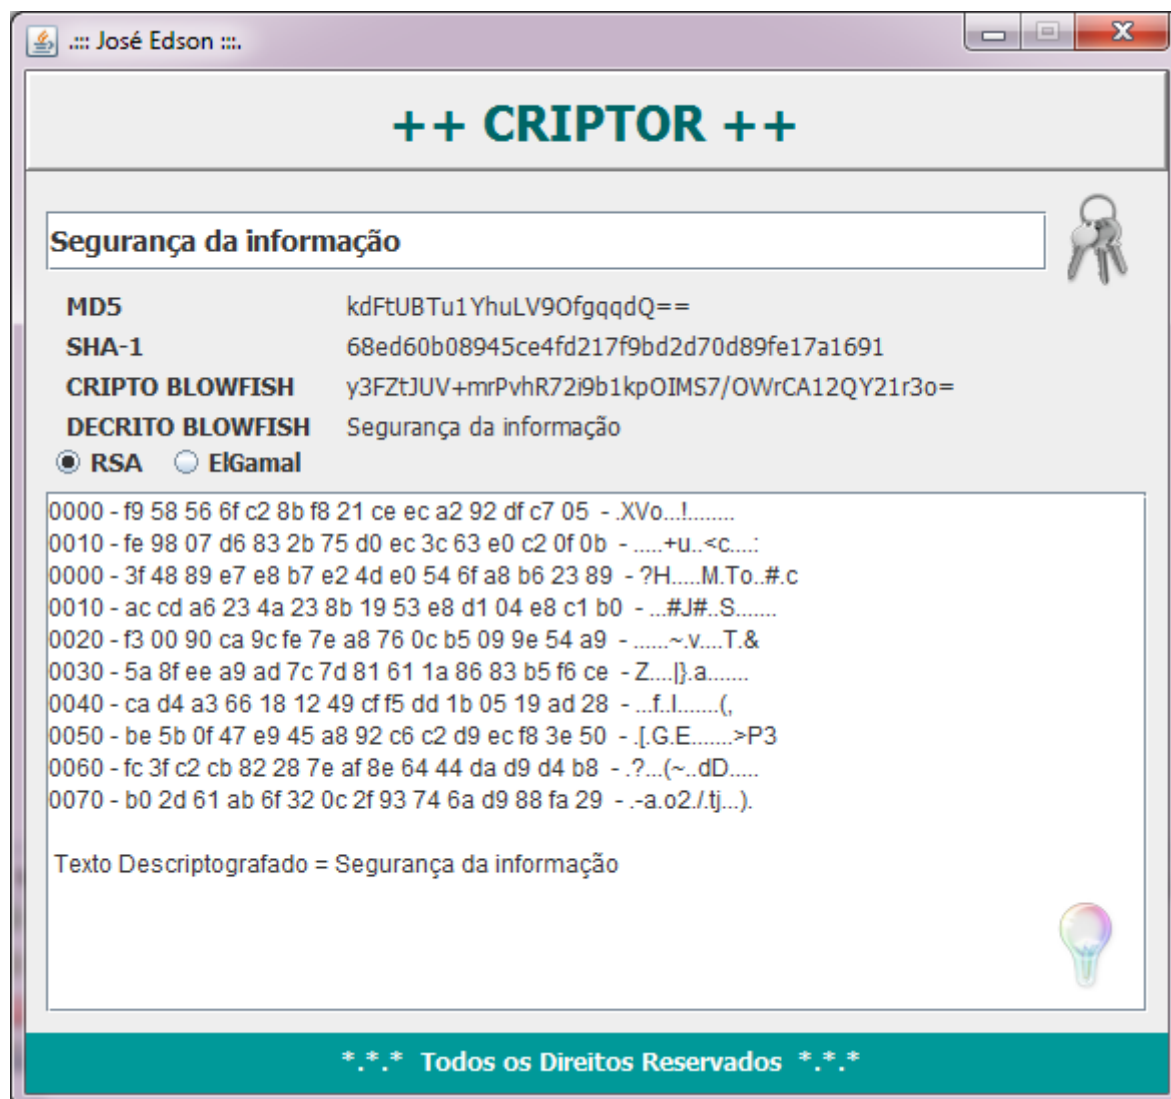 .::: José Edson :::.
++ CRIPTOR ++
Segurança da informação
MD5 kdFtUBTu1YhuLV9OfgqqdQ==
SHA-1 68ed60b08945ce4fd217f9bd2d70d89fe17a1691
CRIPTO BLOWFISH y3FZtJUV+mrPvhR72i9b1kpOIMS7/OWrCA12QY21r3o=
DECRITO BLOWFISH Segurança da informação
RSA ElGamal
0000 - f9 58 56 6f c2 8b f8 21 ce ec a2 92 df c7 05 - .XVo...!........
0010 - fe 98 07 d6 83 2b 75 d0 ec 3c 63 e0 c2 0f 0b - .....+u..<c....:
0000 - 3f 48 89 e7 e8 b7 e2 4d e0 54 6f a8 b6 23 89 - ?H.....M.To..#.c
0010 - ac cd a6 23 4a 23 8b 19 53 e8 d1 04 e8 c1 b0 - ...#J#..S.......
0020 - f3 00 90 ca 9c fe 7e a8 76 0c b5 09 9e 54 a9 - ......~.v....T.&
0030 - 5a 8f ee a9 ad 7c 7d 81 61 1a 86 83 b5 f6 ce - Z....|}.a.......
0040 - ca d4 a3 66 18 12 49 cf f5 dd 1b 05 19 ad 28 - ...f..I.......(,
0050 - be 5b 0f 47 e9 45 a8 92 c6 c2 d9 ec f8 3e 50 - .[.G.E.......>P3
0060 - fc 3f c2 cb 82 28 7e af 8e 64 44 da d9 d4 b8 - .?...(~..dD.....
0070 - b0 2d 61 ab 6f 32 0c 2f 93 74 6a d9 88 fa 29 - .-a.o2./.tj...).
Texto Descriptografado = Segurança da informação
*.*.* Todos os Direitos Reservados *.*.*